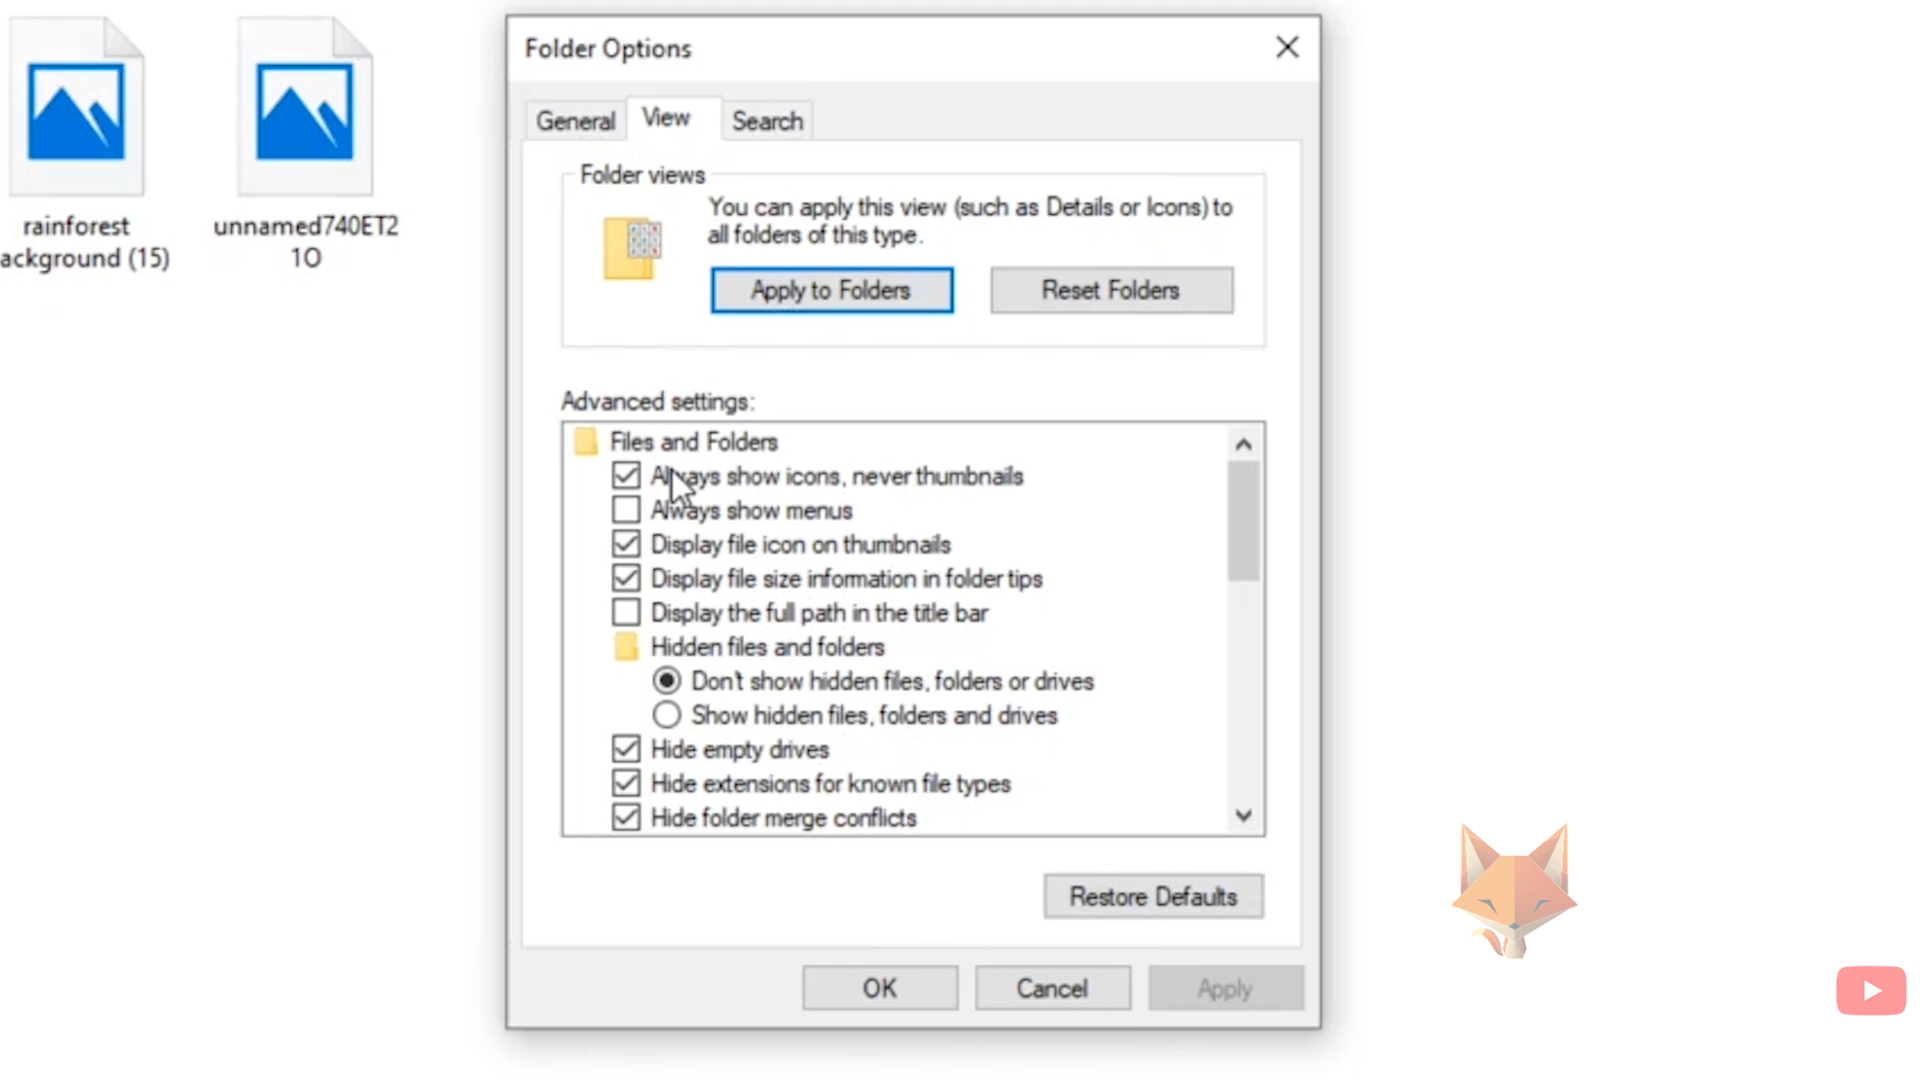 rainforest
ackground (15)
unnamed740ET2
1O
Folder Options
General
View
Search
Folder views
You can apply this view (such as Details or Icons) to
all folders of this type.
Apply to Folders
Reset Folders
Advanced settings:
Files and Folders
Always show icons, never thumbnails
Always show menus
Display file icon on thumbnails
Display file size information in folder tips
Display the full path in the title bar
Hidden files and folders
Don't show hidden files, folders or drives
Show hidden files, folders and drives
Hide empty drives
Hide extensions for known file types
Hide folder merge conflicts
Restore Defaults
OK
Cancel
Apply